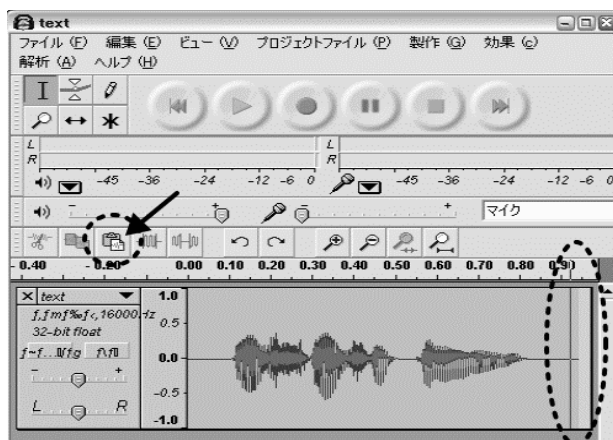 text
ファイル (F) 編集 (E) ビュー (V) プロジェクトファイル (P) 製作 (G) 効果 (c)
解析 (A) ヘルプ (H)
L L
R R
-45 -36 -24 -12 -6 0 -45 -36 -24 -12 -6 0
- + - + マイク
- 0.40 - 0.20 0.00 0.10 0.20 0.30 0.40 0.50 0.60 0.70 0.80 0.90
text 1.0
16000Hz
32-bit float 0.5-
- + 0.0-
-0.5-
L R
-1.0